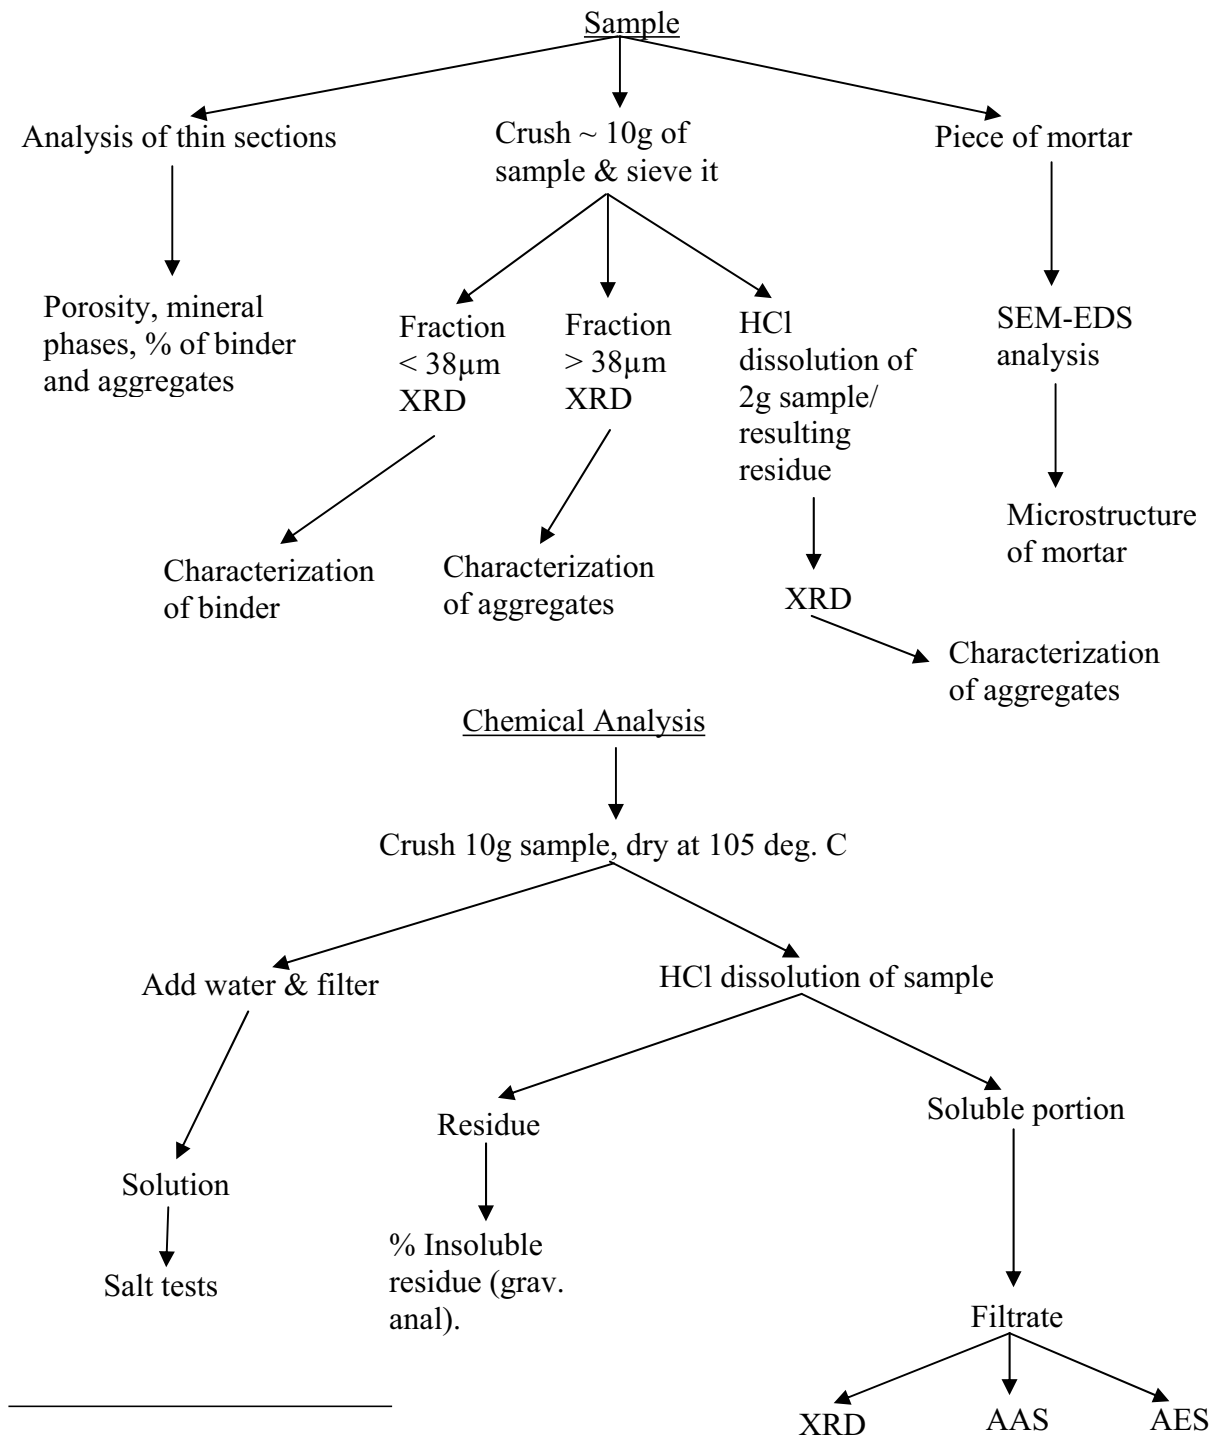 Sample
Analysis of thin sections
Crush ~ 10g of
sample & sieve it
Piece of mortar
Porosity, mineral
phases, % of binder
and aggregates
Fraction
< 38µm
XRD
Fraction
> 38µm
XRD
HCl
dissolution of
2g sample/
resulting
residue
SEM-EDS
analysis
Characterization
of binder
Characterization
of aggregates
XRD
Microstructure
of mortar
Characterization
of aggregates
Chemical Analysis
Crush 10g sample, dry at 105 deg. C
Add water & filter
HCl dissolution of sample
Solution
Salt tests
Residue
% Insoluble
residue (grav.
anal).
Soluble portion
Filtrate
XRD
AAS
AES